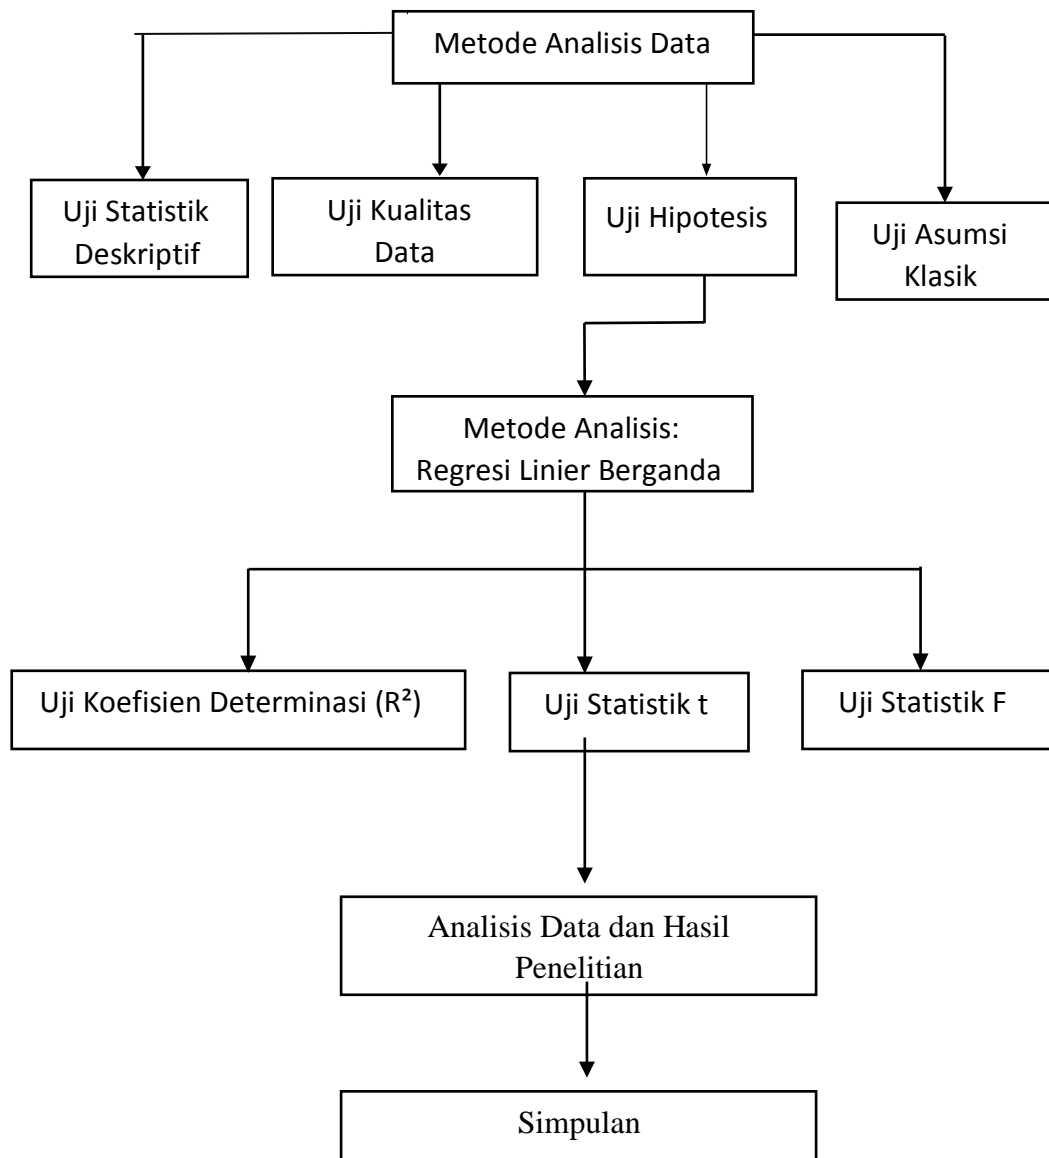 Metode Analisis Data
Uji Statistik
Deskriptif
Uji Kualitas
Data
Uji Hipotesis
Uji Asumsi
Klasik
Metode Analisis:
Regresi Linier Berganda
Uji Koefisien Determinasi (R²)
Uji Statistik t
Uji Statistik F
Analisis Data dan Hasil
Penelitian
Simpulan